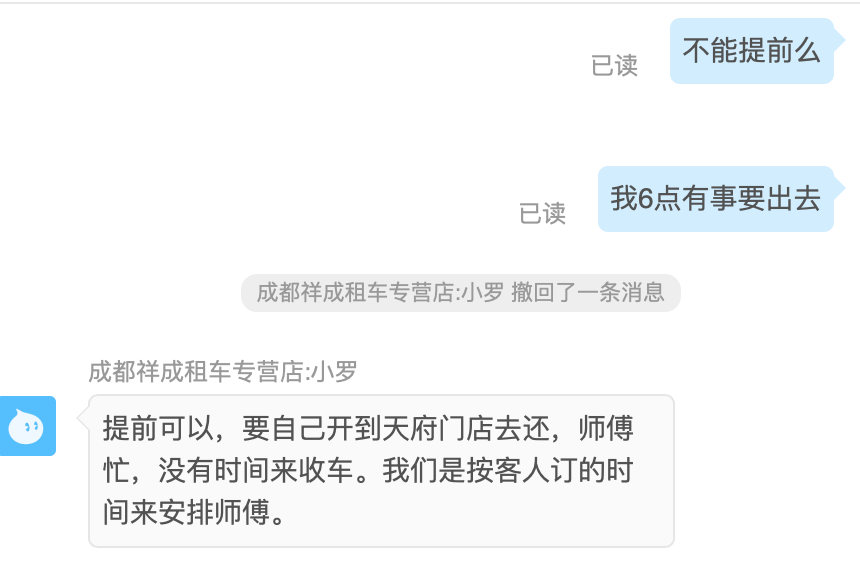 不能提前么
已读
我6点有事要出去
已读
成都祥成租车专营店:小罗 撤回了一条消息
成都祥成租车专营店:小罗
提前可以，要自己开到天府门店去还，师傅
忙，没有时间来收车。我们是按客人订的时
间来安排师傅。